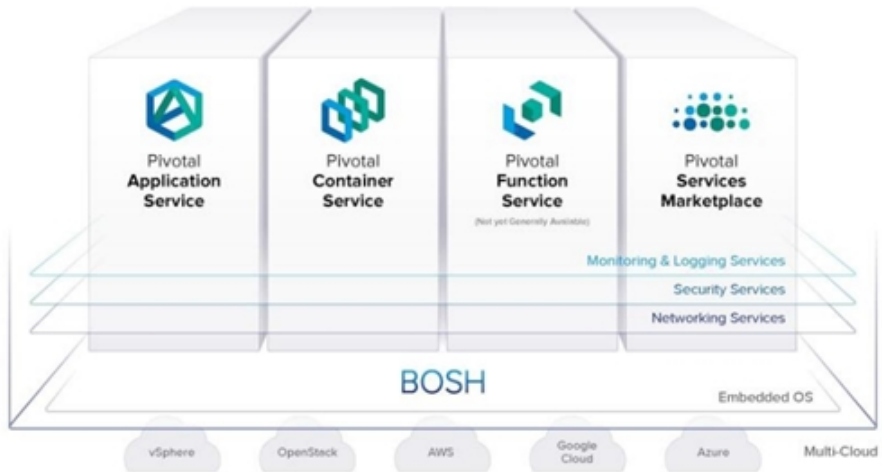 Pivotal
Application
Service
Pivotal
Container
Service
Pivotal
Function
Service
(Not yet Generally Available)
Pivotal
Services
Marketplace
Monitoring & Logging Services
Security Services
Networking Services
BOSH
Embedded OS
vSphere
OpenStack
AWS
Google
Cloud
Azure
Multi-Cloud